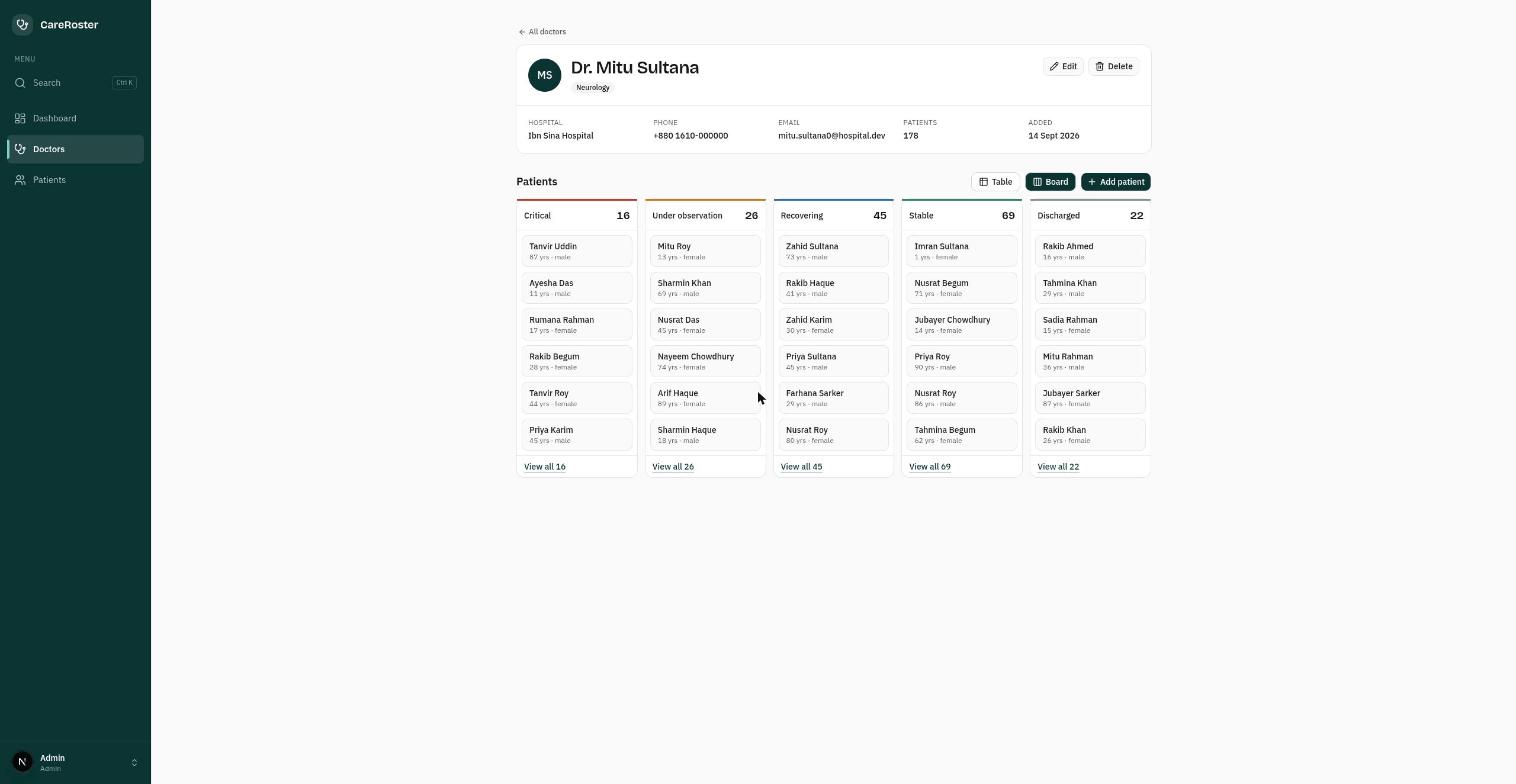 CareRoster
MENU
Search
Ctrl K
Dashboard
Doctors
Patients
Admin
Admin
← All doctors
MS
Dr. Mitu Sultana
Neurology
Edit
Delete
HOSPITAL
Ibn Sina Hospital
PHONE
+880 1610-000000
EMAIL
mitu.sultana0@hospital.dev
PATIENTS
178
ADDED
14 Sept 2026
Patients
Table
Board
+ Add patient
Critical 16
Tanvir Uddin
87 yrs · male
Ayesha Das
11 yrs · male
Rumana Rahman
17 yrs · female
Rakib Begum
28 yrs · female
Tanvir Roy
44 yrs · female
Priya Karim
45 yrs · male
View all 16
Under observation 26
Mitu Roy
13 yrs · female
Sharmin Khan
69 yrs · male
Nusrat Das
45 yrs · female
Nayeem Chowdhury
74 yrs · female
Arif Haque
89 yrs · female
Sharmin Haque
18 yrs · male
View all 26
Recovering 45
Zahid Sultana
73 yrs · male
Rakib Haque
41 yrs · male
Zahid Karim
30 yrs · female
Priya Sultana
45 yrs · male
Farhana Sarker
29 yrs · male
Nusrat Roy
80 yrs · female
View all 45
Stable 69
Imran Sultana
1 yrs · female
Nusrat Begum
71 yrs · female
Jubayer Chowdhury
14 yrs · female
Priya Roy
90 yrs · male
Nusrat Roy
86 yrs · male
Tahmina Begum
62 yrs · female
View all 69
Discharged 22
Rakib Ahmed
16 yrs · male
Tahmina Khan
29 yrs · male
Sadia Rahman
15 yrs · female
Mitu Rahman
36 yrs · male
Jubayer Sarker
87 yrs · female
Rakib Khan
26 yrs · female
View all 22
N